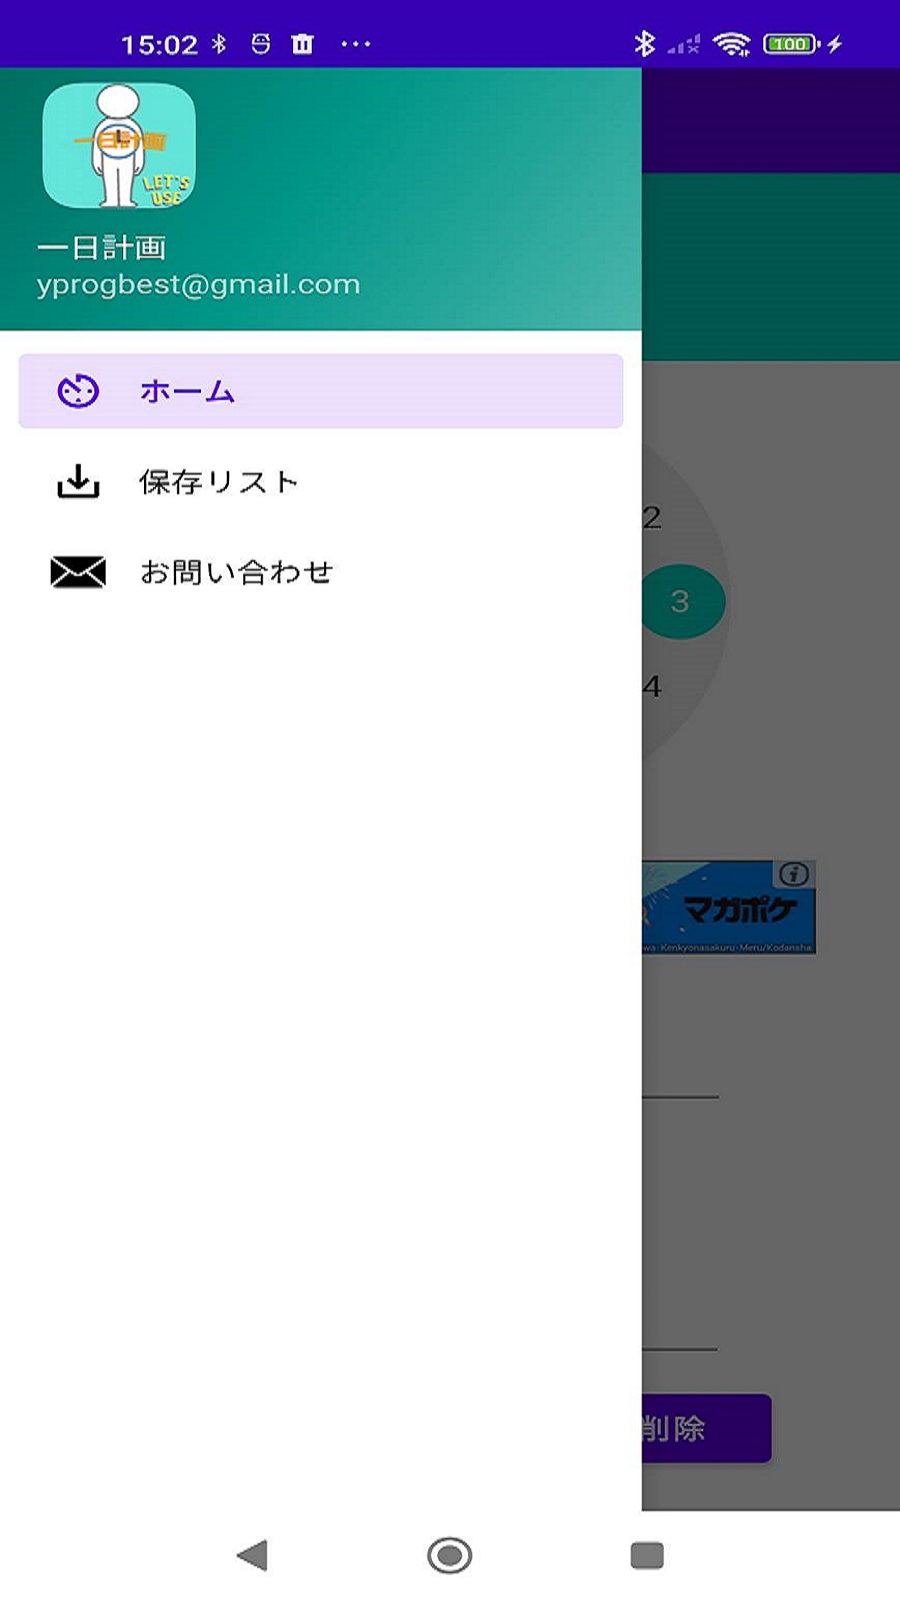 15:02
100
一日計画
LET'S
USE
一日計画
yprogbest@gmail.com
ホーム
保存リスト
お問い合わせ
2
3
4
マガポケ
wa·Kenkyonasakuru·Meru/Kodansha
削除